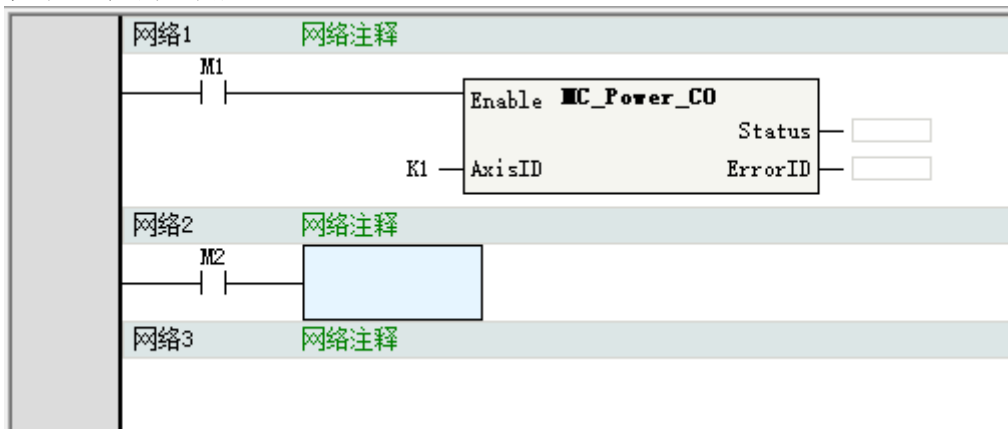 网络1 网络注释
M1
Enable MC_Power_CO
Status
K1 AxisID ErrorID
网络2 网络注释
M2
网络3 网络注释